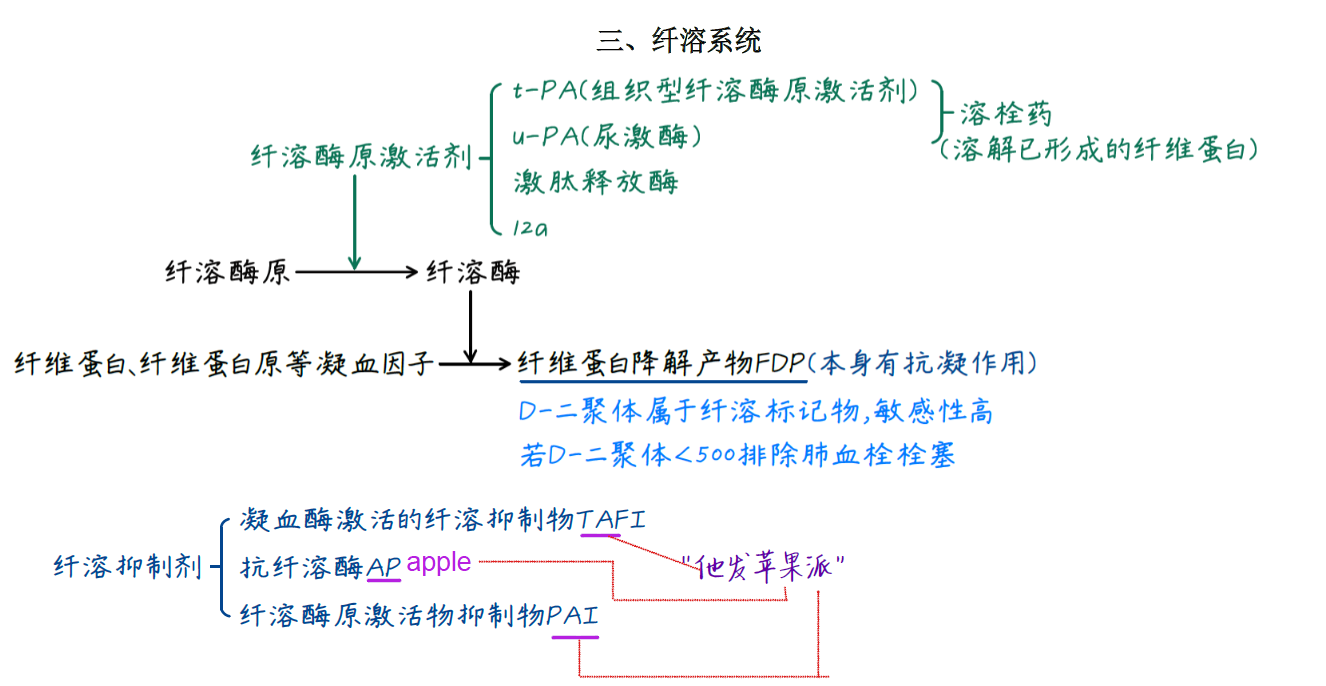 三、纤溶系统
t-PA(组织型纤溶酶原激活剂)
溶栓药
u-PA(尿激酶)
(溶解已形成的纤维蛋白)
纤溶酶原激活剂
激肽释放酶
12a
纤溶酶原 纤溶酶
纤维蛋白、纤维蛋白原等凝血因子 纤维蛋白降解产物FDP(本身有抗凝作用)
D-二聚体属于纤溶标记物,敏感性高
若D-二聚体<500排除肺血栓栓塞
凝血酶激活的纤溶抑制物TAFI
纤溶抑制剂 抗纤溶酶AP apple "他发苹果派"
纤溶酶原激活物抑制物PAI